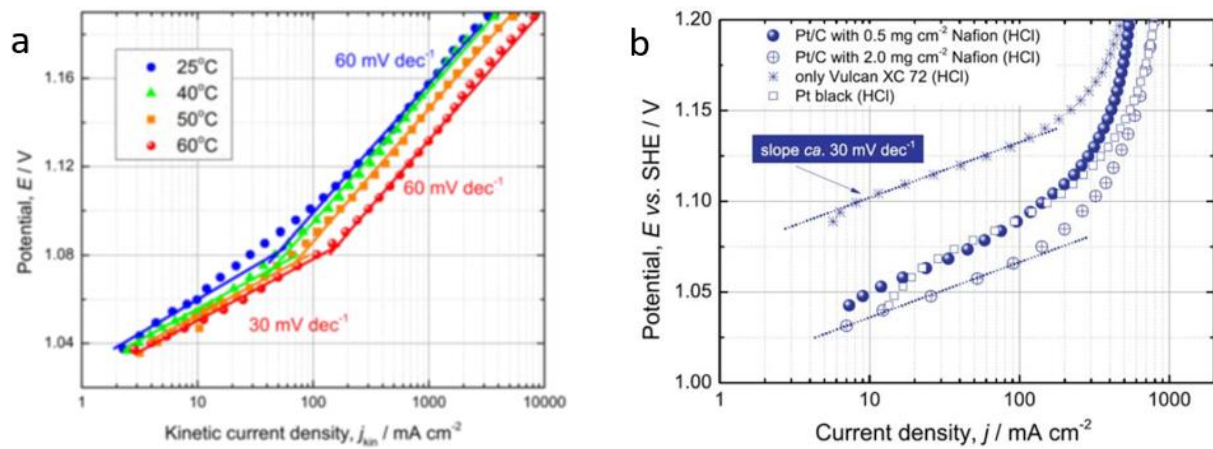 a
1.16
1.12
1.08
1.04
Potential, E / V
25°C
40°C
50°C
60°C
60 mV dec⁻¹
60 mV dec⁻¹
30 mV dec⁻¹
1 10 100 1000 10000
Kinetic current density, j_kin / mA cm⁻²
b
1.20
1.15
1.10
1.05
1.00
Potential, E vs. SHE / V
Pt/C with 0.5 mg cm⁻² Nafion (HCl)
Pt/C with 2.0 mg cm⁻² Nafion (HCl)
only Vulcan XC 72 (HCl)
Pt black (HCl)
slope ca. 30 mV dec⁻¹
1 10 100 1000
Current density, j / mA cm⁻²